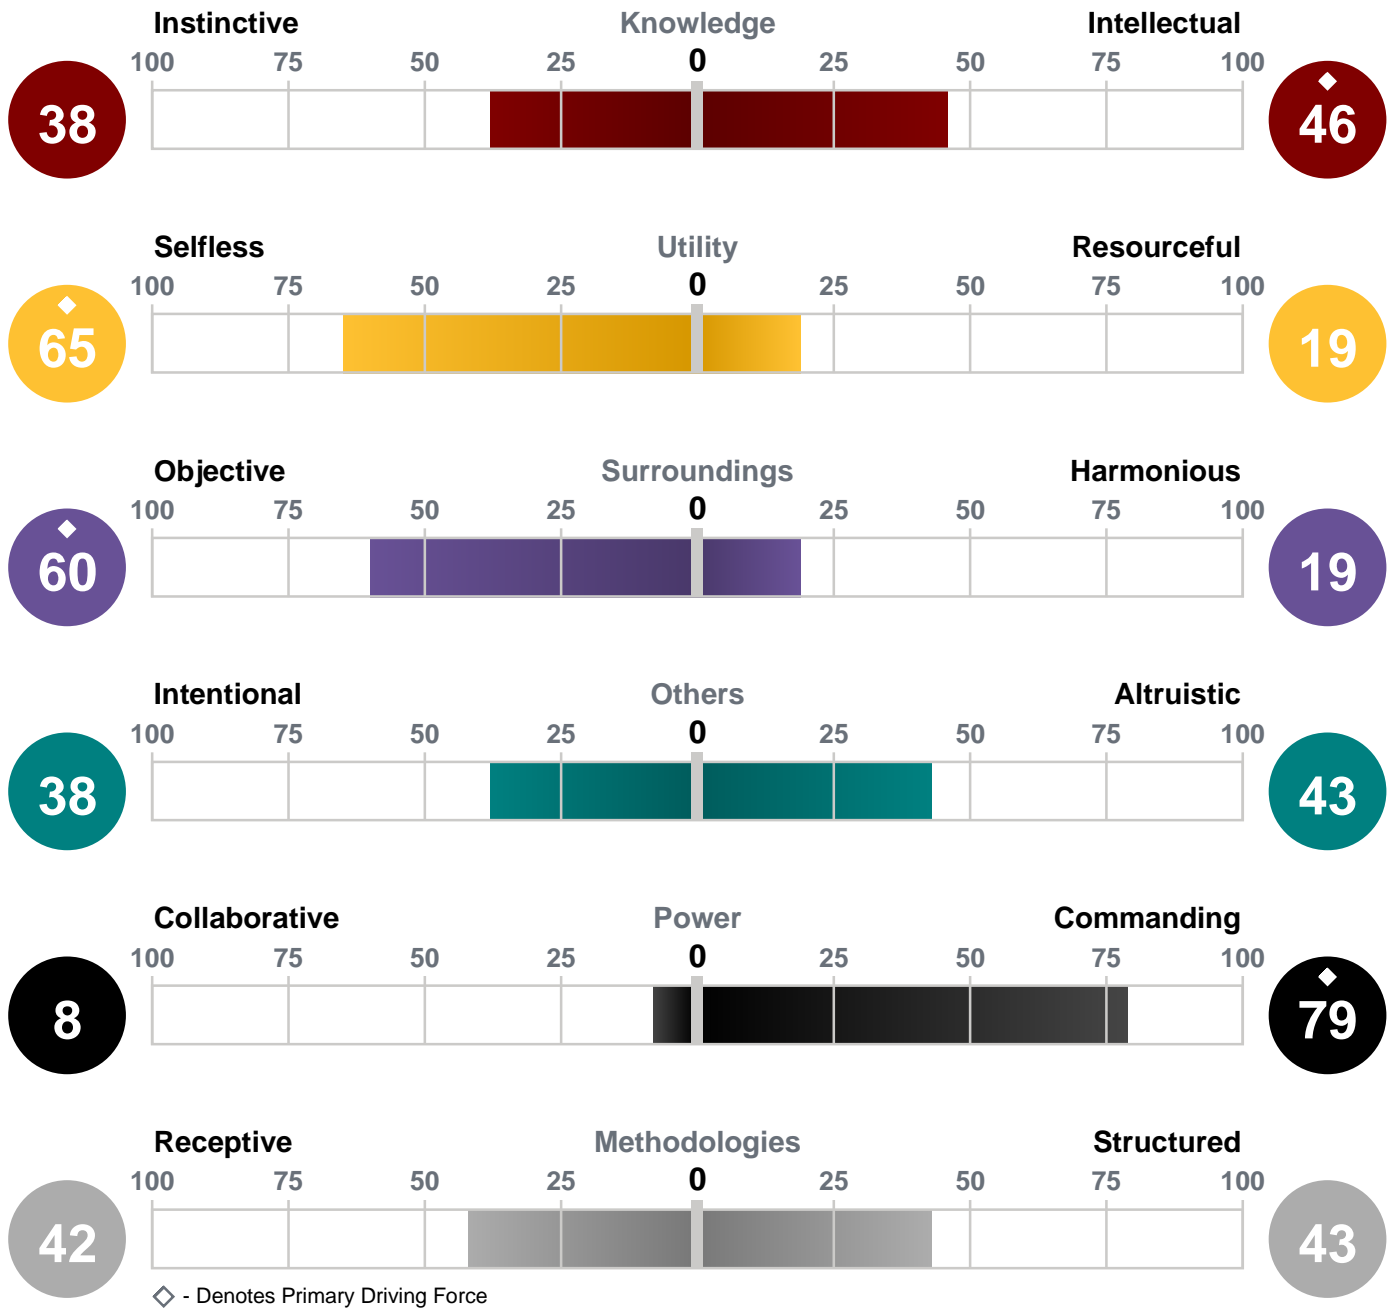 Instinctive Knowledge Intellectual
100 75 50 25 0 25 50 75 100
38 46
Selfless Utility Resourceful
100 75 50 25 0 25 50 75 100
65 19
Objective Surroundings Harmonious
100 75 50 25 0 25 50 75 100
60 19
Intentional Others Altruistic
100 75 50 25 0 25 50 75 100
38 43
Collaborative Power Commanding
100 75 50 25 0 25 50 75 100
8 79
Receptive Methodologies Structured
100 75 50 25 0 25 50 75 100
42 43
- Denotes Primary Driving Force